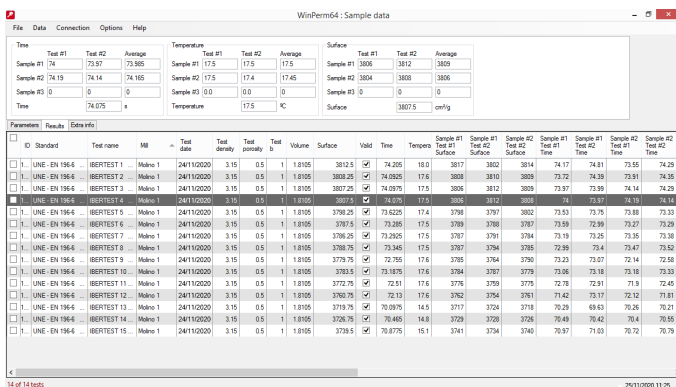 WinPerm64 : Sample data
File Data Connection Options Help
Time
Test #1 Test #2 Average
Sample #1 74 73.97 73.985
Sample #2 74.19 74.14 74.165
Sample #3 0 0 0
Time 74.075 s
Temperature
Test #1 Test #2 Average
Sample #1 17.5 17.5 17.5
Sample #2 17.5 17.4 17.45
Sample #3 0.0 0.0 0
Temperature 17.5 ºC
Surface
Test #1 Test #2 Average
Sample #1 3806 3812 3809
Sample #2 3804 3808 3806
Sample #3 0 0 0
Surface 3807.5 cm²/g
Parameters Results Extra info
ID Standard Test name Mill Test date Test density Test porosity Test b Volume Surface Valid Time Tempera Sample #1 Test #1 Surface Sample #1 Test #2 Surface Sample #2 Test #1 Surface Sample #1 Test #1 Time Sample #1 Test #2 Time Sample #2 Test #1 Time Sample #2 Test #2 Time
1... UNE - EN 196-6 ... IBERTEST 1 ... Molino 1 24/11/2020 3.15 0.5 1 1.8105 3812.5 74.205 18.0 3817 3802 3814 74.17 74.81 73.55 74.29
1... UNE - EN 196-6 ... IBERTEST 2 ... Molino 1 24/11/2020 3.15 0.5 1 1.8105 3808.25 74.0925 17.6 3808 3810 3809 73.72 74.39 73.91 74.35
1... UNE - EN 196-6 ... IBERTEST 3 ... Molino 1 24/11/2020 3.15 0.5 1 1.8105 3807.25 74.0975 17.5 3806 3812 3809 73.97 73.99 74.14 74.29
1... UNE - EN 196-6 ... IBERTEST 4 ... Molino 1 24/11/2020 3.15 0.5 1 1.8105 3807.5 74.075 17.5 3806 3812 3808 74 73.97 74.19 74.14
1... UNE - EN 196-6 ... IBERTEST 5 ... Molino 1 24/11/2020 3.15 0.5 1 1.8105 3798.25 73.6225 17.4 3798 3797 3802 73.53 73.75 73.88 73.33
1... UNE - EN 196-6 ... IBERTEST 6 ... Molino 1 24/11/2020 3.15 0.5 1 1.8105 3787.5 73.285 17.5 3789 3788 3787 73.59 72.99 73.27 73.29
1... UNE - EN 196-6 ... IBERTEST 7 ... Molino 1 24/11/2020 3.15 0.5 1 1.8105 3786.25 73.2925 17.5 3787 3791 3784 73.19 73.25 73.35 73.38
1... UNE - EN 196-6 ... IBERTEST 8 ... Molino 1 24/11/2020 3.15 0.5 1 1.8105 3788.75 73.345 17.5 3787 3794 3785 72.99 73.4 73.47 73.52
1... UNE - EN 196-6 ... IBERTEST 9 ... Molino 1 24/11/2020 3.15 0.5 1 1.8105 3779.75 72.755 17.6 3785 3764 3790 73.23 73.07 72.14 72.58
1... UNE - EN 196-6 ... IBERTEST 10 ... Molino 1 24/11/2020 3.15 0.5 1 1.8105 3783.5 73.1875 17.6 3784 3787 3779 73.06 73.18 73.18 73.33
1... UNE - EN 196-6 ... IBERTEST 11 ... Molino 1 24/11/2020 3.15 0.5 1 1.8105 3772.75 72.51 17.6 3776 3759 3775 72.78 72.91 71.9 72.45
1... UNE - EN 196-6 ... IBERTEST 12 ... Molino 1 24/11/2020 3.15 0.5 1 1.8105 3760.75 72.13 17.6 3762 3754 3761 71.42 73.17 72.12 71.81
1... UNE - EN 196-6 ... IBERTEST 13 ... Molino 1 24/11/2020 3.15 0.5 1 1.8105 3719.75 70.0975 14.5 3717 3724 3718 70.29 69.63 70.26 70.21
1... UNE - EN 196-6 ... IBERTEST 14 ... Molino 1 24/11/2020 3.15 0.5 1 1.8105 3726.75 70.465 14.8 3729 3728 3726 70.49 70.42 70.4 70.55
1... UNE - EN 196-6 ... IBERTEST 15 ... Molino 1 24/11/2020 3.15 0.5 1 1.8105 3739.5 70.8775 15.1 3741 3734 3740 70.97 71.03 70.72 70.79
14 of 14 tests
25/11/2020 11:25